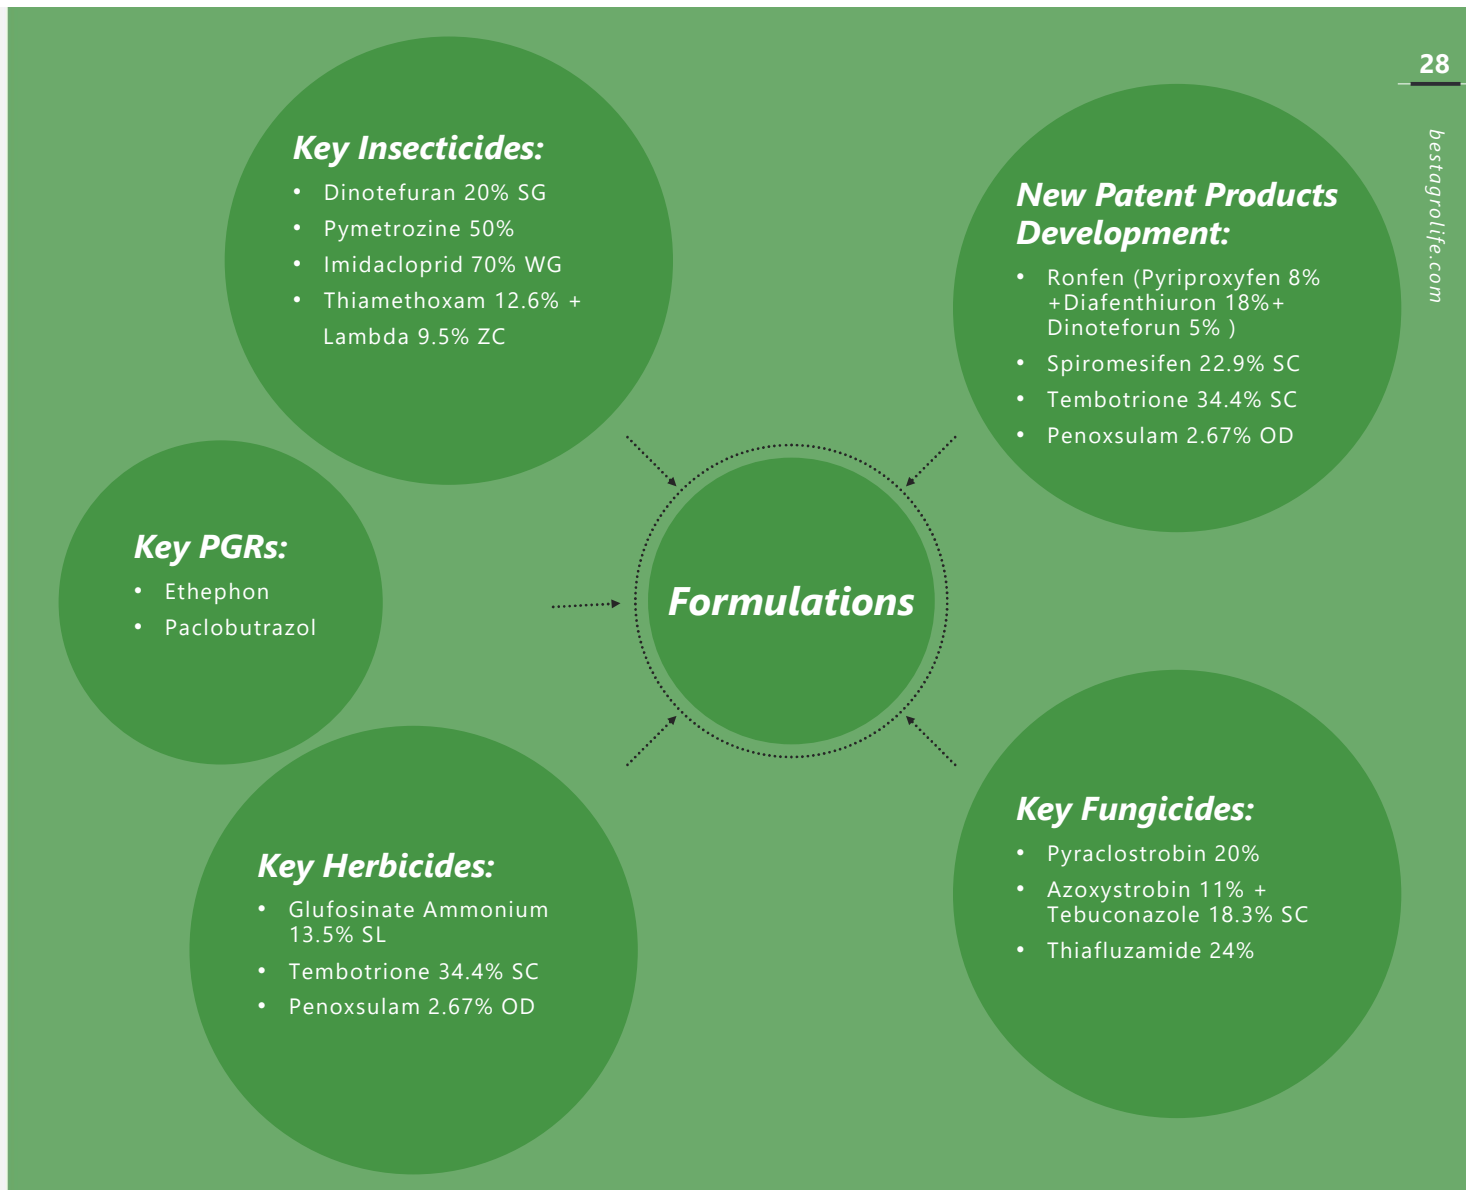 28
bestagrolife.com
Key Insecticides:
• Dinotefuran 20% SG
• Pymetrozine 50%
• Imidacloprid 70% WG
• Thiamethoxam 12.6% +
Lambda 9.5% ZC
New Patent Products
Development:
• Ronfen (Pyriproxyfen 8%
+Diafenthiuron 18%+
Dinoteforun 5% )
• Spiromesifen 22.9% SC
• Tembotrione 34.4% SC
• Penoxsulam 2.67% OD
Key PGRs:
• Ethephon
• Paclobutrazol
Formulations
Key Herbicides:
• Glufosinate Ammonium
13.5% SL
• Tembotrione 34.4% SC
• Penoxsulam 2.67% OD
Key Fungicides:
• Pyraclostrobin 20%
• Azoxystrobin 11% +
Tebuconazole 18.3% SC
• Thiafluzamide 24%